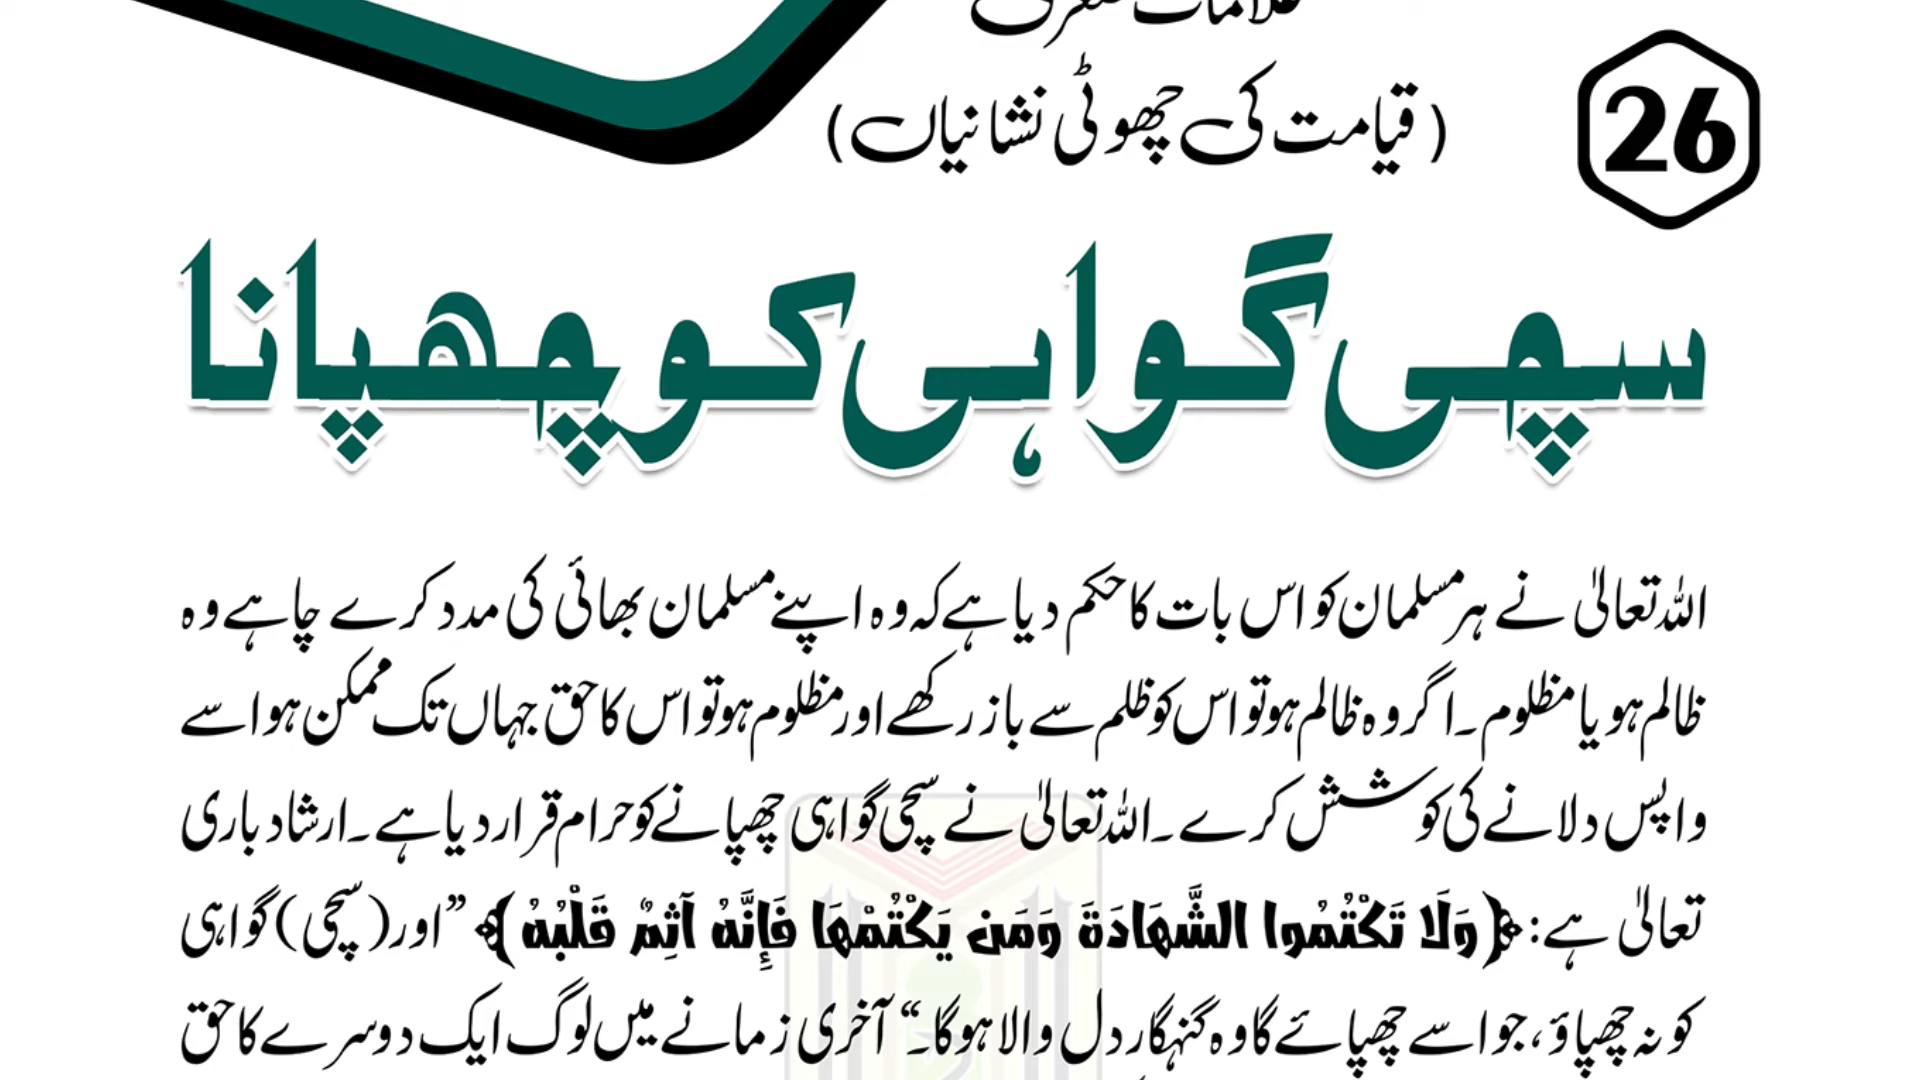 علامات صغریٰ
(قیامت کی چھوٹی نشانیاں)
26
سچی گواہی کو چھپانا
اللہ تعالیٰ نے ہر مسلمان کو اس بات کا حکم دیا ہے کہ وہ اپنے مسلمان بھائی کی مدد کرے چاہے وہ
ظالم ہو یا مظلوم۔ اگر وہ ظالم ہو تو اس کو ظلم سے باز رکھے اور مظلوم ہو تو اس کا حق جہاں تک ممکن ہو اسے
واپس دلانے کی کوشش کرے۔ اللہ تعالیٰ نے سچی گواہی چھپانے کو حرام قرار دیا ہے۔ ارشاد باری
تعالیٰ ہے: ﴿وَلَا تَكْتُمُوا الشَّهَادَةَ وَمَن يَكْتُمْهَا فَإِنَّهُ آثِمٌ قَلْبُهُ﴾ ”اور (سچی) گواہی
کو نہ چھپاؤ، جو اسے چھپائے گا وہ گنہگار دل والا ہو گا۔“ آخری زمانے میں لوگ ایک دوسرے کا حق